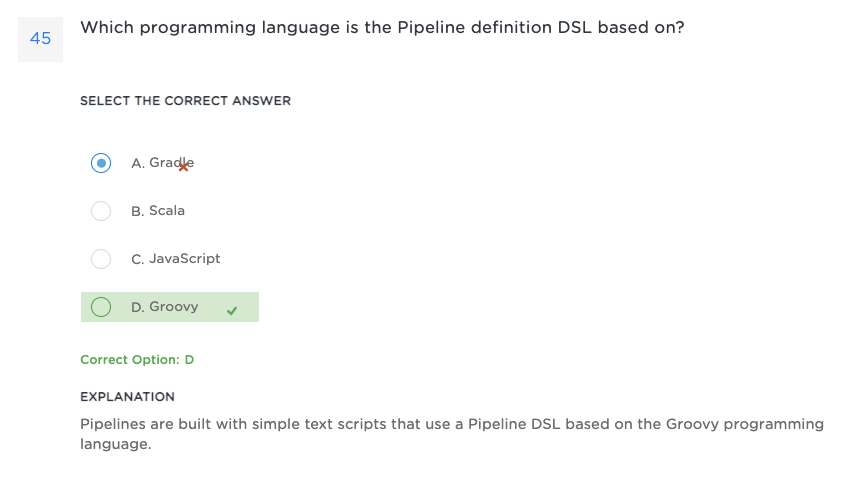 45
Which programming language is the Pipeline definition DSL based on?
SELECT THE CORRECT ANSWER
A. Gradle
B. Scala
C. JavaScript
D. Groovy
Correct Option: D
EXPLANATION
Pipelines are built with simple text scripts that use a Pipeline DSL based on the Groovy programming
language.